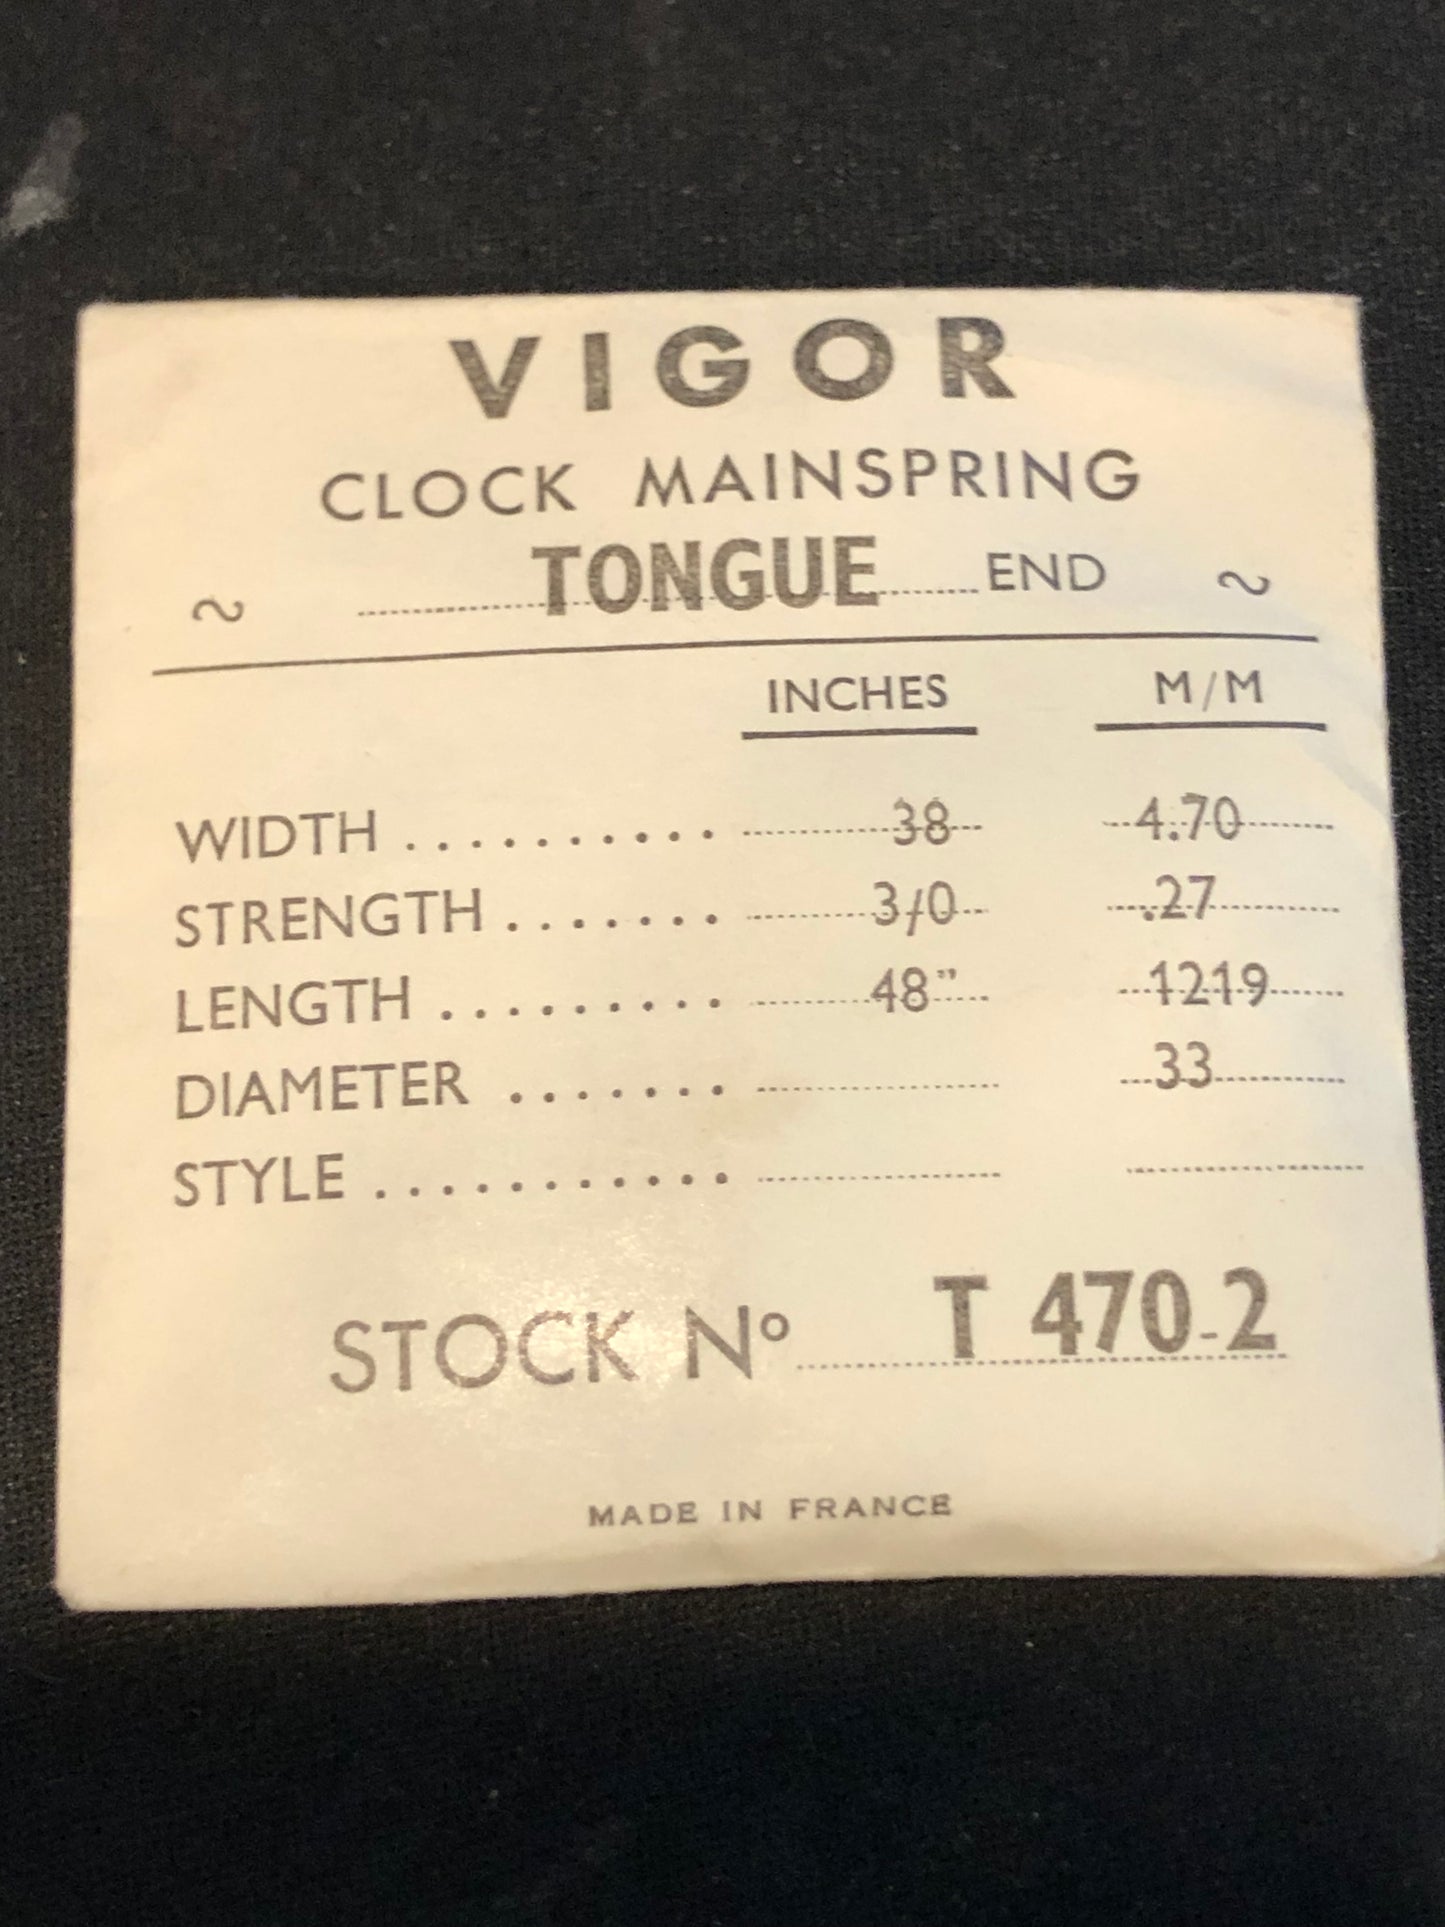 VIGOR
CLOCK MAINSPRING
~ TONGUE END ~
INCHES M/M
WIDTH .......... 38 4.70
STRENGTH ....... 3/0 .27
LENGTH ......... 48" 1219
DIAMETER ....... 33
STYLE ...........
STOCK Nº T 470-2
MADE IN FRANCE